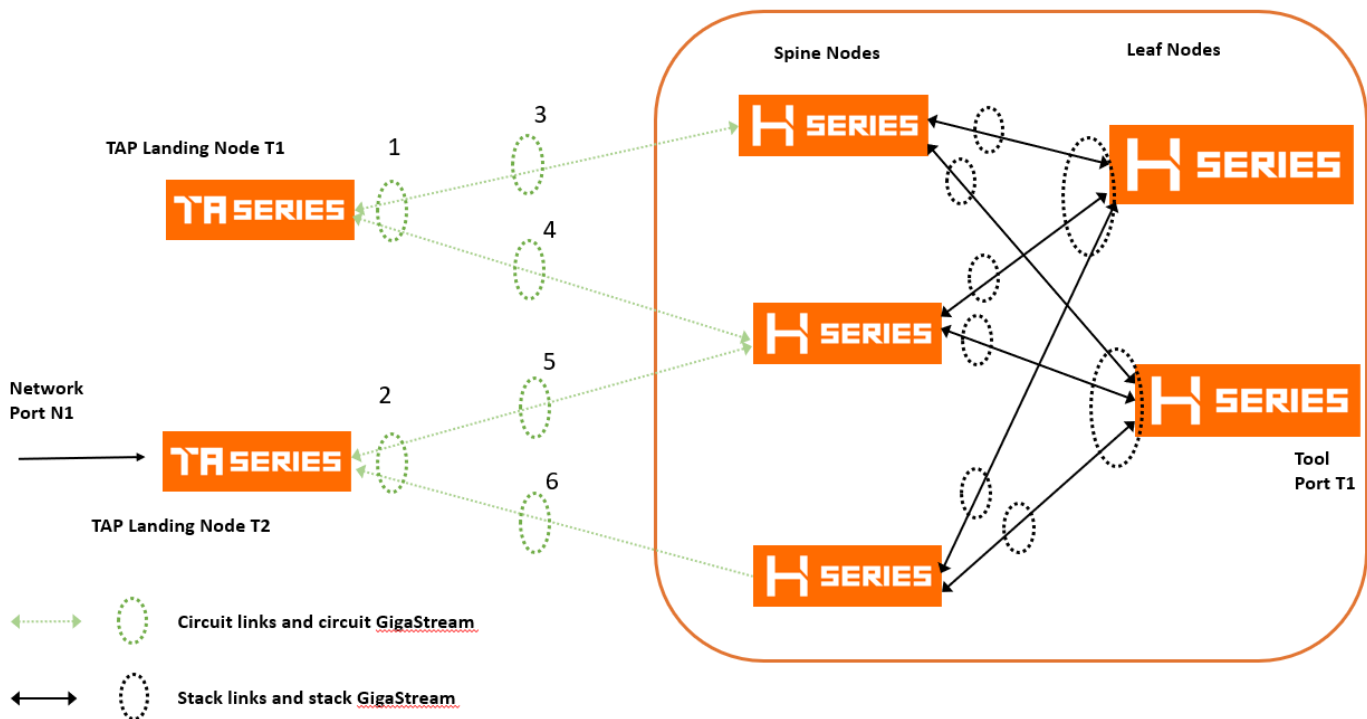 Spine Nodes
Leaf Nodes
3
H SERIES
1
TAP Landing Node T1
H SERIES
TA SERIES
4
H SERIES
5
Network
Port N1
2
H SERIES
TA SERIES
Tool
Port T1
6
TAP Landing Node T2
H SERIES
Circuit links and circuit GigaStream
Stack links and stack GigaStream